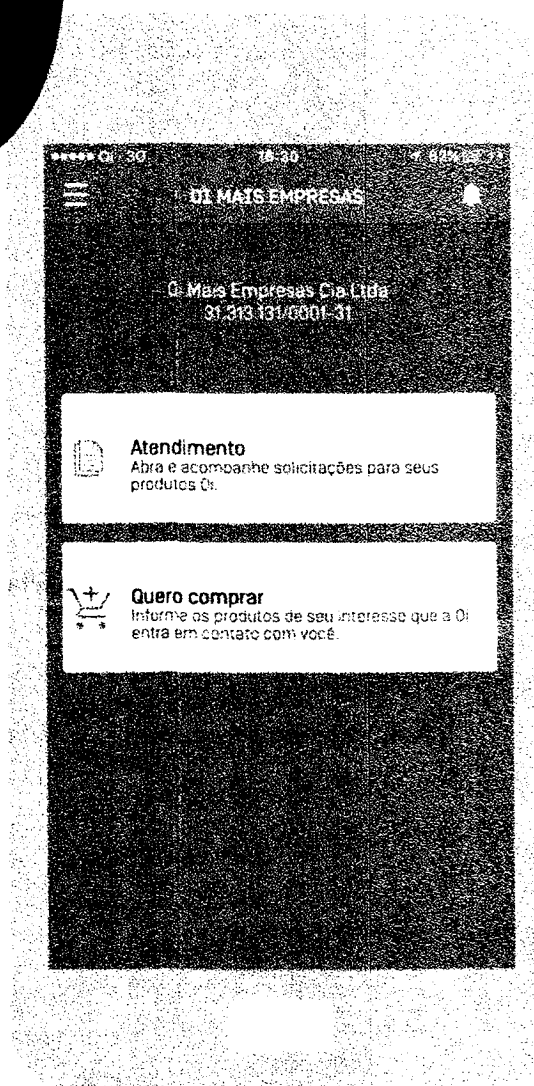 Oi 3G 16:30
OI MAIS EMPRESAS
Oi Mais Empresas Cia Ltda
31.313.131/0001-31
Atendimento
Abra e acompanhe solicitações para seus
produtos Oi.
Quero comprar
Informe os produtos de seu interesse que a Oi
entra em contato com você.